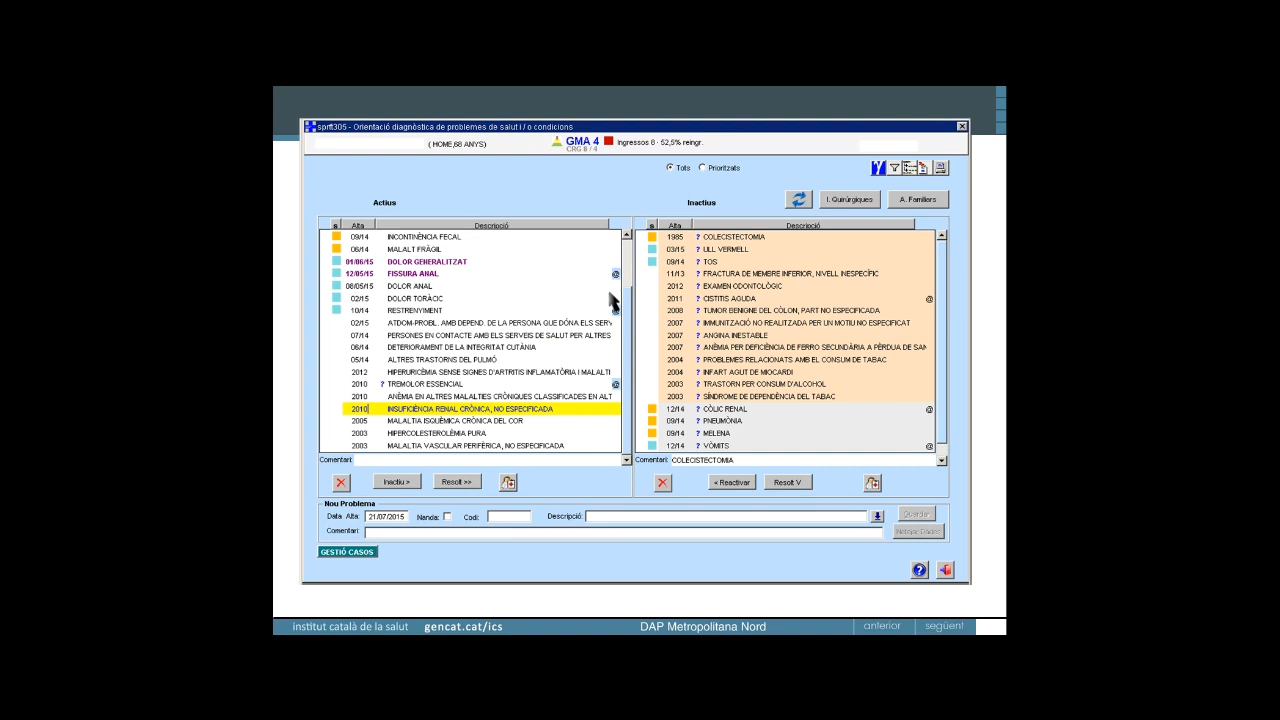 sprft305 - Orientació diagnòstica de problemes de salut i / o condicions
( HOME,68 ANYS)
GMA 4
CRG 8 / 4
Ingressos 8 - 52,5% reingr.
Tots
Prioritzats
Actius
Inactius
I. Quirúrgiques
A. Familiars
s Alta Descripció
09/14 INCONTINÈNCIA FECAL
06/14 MALALT FRÀGIL
01/06/15 DOLOR GENERALITZAT
12/05/15 FISSURA ANAL @
08/05/15 DOLOR ANAL
02/15 DOLOR TORÀCIC
10/14 RESTRENYIMENT
02/15 ATDOM-PROBL. AMB DEPEND. DE LA PERSONA QUE DÓNA ELS SERV
07/14 PERSONES EN CONTACTE AMB ELS SERVEIS DE SALUT PER ALTRES
06/14 DETERIORAMENT DE LA INTEGRITAT CUTÀNIA
05/14 ALTRES TRASTORNS DEL PULMÓ
2012 HIPERURICÈMIA SENSE SIGNES D'ARTRITIS INFLAMATÒRIA I MALALTI
2010 ? TREMOLOR ESSENCIAL @
2010 ANÈMIA EN ALTRES MALALTIES CRÒNIQUES CLASSIFICADES EN ALT
2010 INSUFICIÈNCIA RENAL CRÒNICA, NO ESPECIFICADA
2005 MALALTIA ISQUÈMICA CRÒNICA DEL COR
2003 HIPERCOLESTEROLÈMIA PURA
2003 MALALTIA VASCULAR PERIFÈRICA, NO ESPECIFICADA
Comentari:
Inactiu >
Resolt >>
s Alta Descripció
1985 ? COLECISTECTOMIA
03/15 ? ULL VERMELL
09/14 ? TOS
11/13 ? FRACTURA DE MEMBRE INFERIOR, NIVELL INESPECÍFIC
2012 ? EXAMEN ODONTOLÒGIC
2011 ? CISTITIS AGUDA @
2008 ? TUMOR BENIGNE DEL CÒLON, PART NO ESPECIFICADA
2007 ? IMMUNITZACIÓ NO REALITZADA PER UN MOTIU NO ESPECIFICAT
2007 ? ANGINA INESTABLE
2007 ? ANÈMIA PER DEFICIÈNCIA DE FERRO SECUNDÀRIA A PÈRDUA DE SAN
2004 ? PROBLEMES RELACIONATS AMB EL CONSUM DE TABAC
2004 ? INFART AGUT DE MIOCARDI
2003 ? TRASTORN PER CONSUM D'ALCOHOL
2003 ? SÍNDROME DE DEPENDÈNCIA DEL TABAC
12/14 ? CÒLIC RENAL @
09/14 ? PNEUMÒNIA
09/14 ? MELENA
12/14 ? VÒMITS @
Comentari: COLECISTECTOMIA
< Reactivar
Resolt V
Nou Problema
Data Alta: 21/07/2015 Nanda: Codi: Descripció:
Guardar
Comentari:
Netejar Dades
GESTIÓ CASOS
institut català de la salut gencat.cat/ics DAP Metropolitana Nord anterior següent